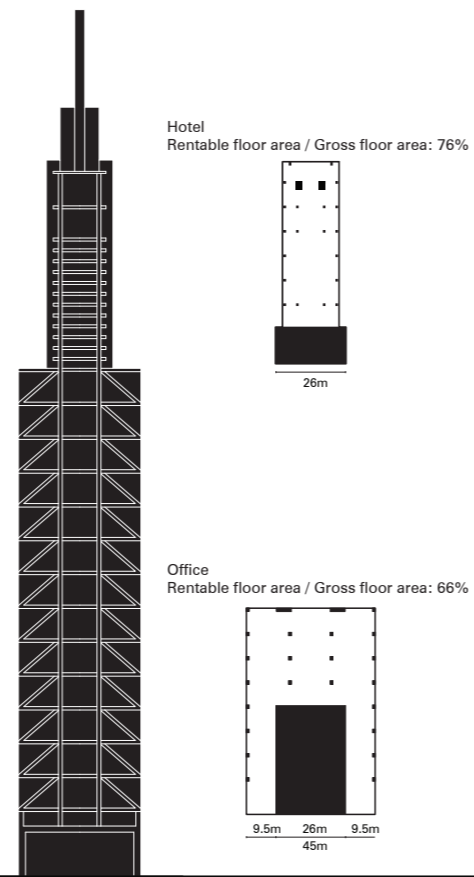 Hotel
Rentable floor area / Gross floor area: 76%
26m
Office
Rentable floor area / Gross floor area: 66%
9.5m 26m 9.5m
45m